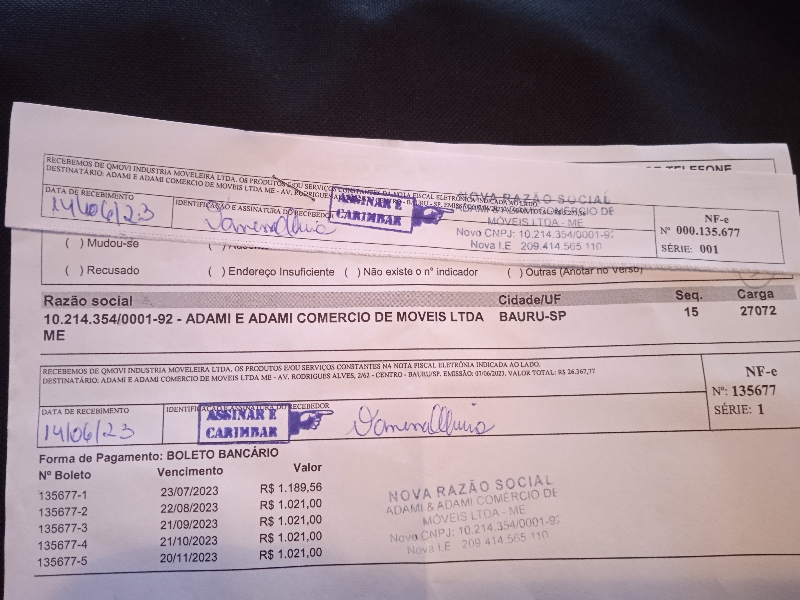 RECEBEMOS DE QMOVI INDUSTRIA MOVELEIRA LTDA, OS PRODUTOS E/OU SERVIÇOS CONSTANTES DA NOTA FISCAL ELETRÔNICA INDICADA
DESTINATÁRIO: ADAMI E ADAMI COMERCIO DE MOVEIS LTDA ME - AV. RODRIGUES
DATA DE RECEBIMENTO
14/06/23
IDENTIFICAÇÃO E ASSINATURA DO RECEBEDOR
ASSINAR E
CARIMBAR
NOVA RAZÃO SOCIAL
MÓVEIS LTDA - ME
Novo CNPJ: 10.214.354/0001-92
Nova I.E 209.414.565 110
NF-e
Nº 000.135.677
SÉRIE: 001
( ) Mudou-se
( ) Recusado ( ) Endereço Insuficiente ( ) Não existe o n° indicador ( ) Outras (Anotar no verso)
Razão social Cidade/UF Seq. Carga
10.214.354/0001-92 - ADAMI E ADAMI COMERCIO DE MOVEIS LTDA BAURU-SP 15 27072
ME
RECEBEMOS DE QMOVI INDUSTRIA MOVELEIRA LTDA, OS PRODUTOS E/OU SERVIÇOS CONSTANTES NA NOTA FISCAL ELETRÔNIA INDICADA AO LADO.
DESTINATÁRIO: ADAMI E ADAMI COMERCIO DE MOVEIS LTDA ME - AV. RODRIGUES ALVES, 2/62 - CENTRO - BAURU/SP. EMISSÃO: 01/06/2023. VALOR TOTAL: R$ 26.367,77
NF-e
Nº: 135677
SÉRIE: 1
DATA DE RECEBIMENTO
14/06/23
IDENTIFICAÇÃO E ASSINATURA DO RECEBEDOR
ASSINAR E
CARIMBAR
Forma de Pagamento: BOLETO BANCÁRIO
Nº Boleto Vencimento Valor
135677-1 23/07/2023 R$ 1.189,56
135677-2 22/08/2023 R$ 1.021,00
135677-3 21/09/2023 R$ 1.021,00
135677-4 21/10/2023 R$ 1.021,00
135677-5 20/11/2023 R$ 1.021,00
NOVA RAZÃO SOCIAL
ADAMI & ADAMI COMÉRCIO DE
MÓVEIS LTDA - ME
Novo CNPJ: 10.214.354/0001-92
Nova I.E 209.414.565 110